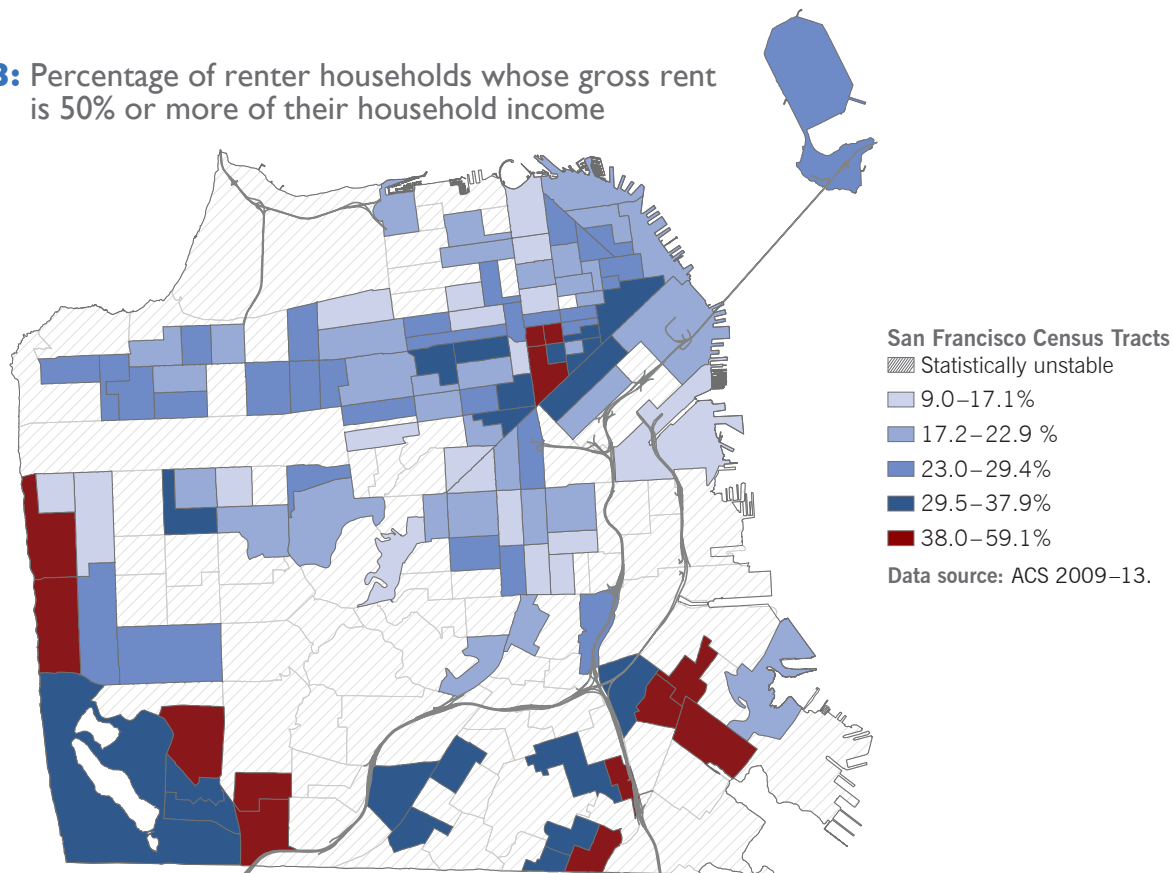 3: Percentage of renter households whose gross rent
is 50% or more of their household income
San Francisco Census Tracts
Statistically unstable
9.0–17.1%
17.2–22.9 %
23.0–29.4%
29.5–37.9%
38.0–59.1%
Data source: ACS 2009–13.